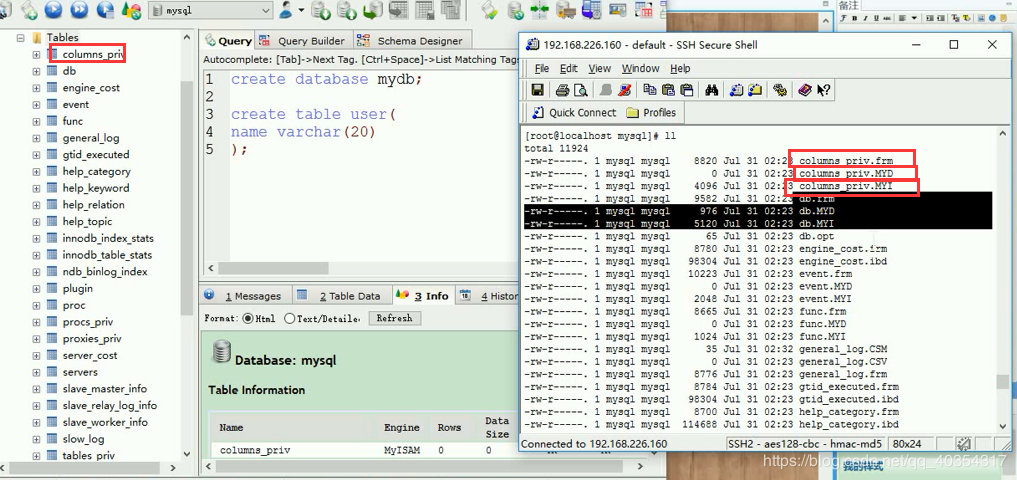 mysql
备注
Tables
columns_priv
db
engine_cost
event
func
general_log
gtid_executed
help_category
help_keyword
help_relation
help_topic
innodb_index_stats
innodb_table_stats
ndb_binlog_index
plugin
proc
procs_priv
proxies_priv
server_cost
servers
slave_master_info
slave_relay_log_info
slave_worker_info
slow_log
tables_priv
Query
Query Builder
Schema Designer
Autocomplete: [Tab]->Next Tag. [Ctrl+Space]->List Matching Tags
1 create database mydb;
2
3 create table user(
4 name varchar(20)
5 );
1 Messages
2 Table Data
3 Info
4 Histor
Format: Html Text/Detaile Refresh
Database: mysql
Table Information
Name Engine Rows Data Size
columns_priv MyISAM 0 0
192.168.226.160 - default - SSH Secure Shell
File Edit View Window Help
Quick Connect Profiles
[root@localhost mysql]# ll
total 11924
-rw-r-----. 1 mysql mysql 8820 Jul 31 02:23 columns_priv.frm
-rw-r-----. 1 mysql mysql 0 Jul 31 02:23 columns_priv.MYD
-rw-r-----. 1 mysql mysql 4096 Jul 31 02:23 columns_priv.MYI
-rw-r-----. 1 mysql mysql 9582 Jul 31 02:23 db.frm
-rw-r-----. 1 mysql mysql 976 Jul 31 02:23 db.MYD
-rw-r-----. 1 mysql mysql 5120 Jul 31 02:23 db.MYI
-rw-r-----. 1 mysql mysql 65 Jul 31 02:23 db.opt
-rw-r-----. 1 mysql mysql 8780 Jul 31 02:23 engine_cost.frm
-rw-r-----. 1 mysql mysql 98304 Jul 31 02:23 engine_cost.ibd
-rw-r-----. 1 mysql mysql 10223 Jul 31 02:23 event.frm
-rw-r-----. 1 mysql mysql 0 Jul 31 02:23 event.MYD
-rw-r-----. 1 mysql mysql 2048 Jul 31 02:23 event.MYI
-rw-r-----. 1 mysql mysql 8665 Jul 31 02:23 func.frm
-rw-r-----. 1 mysql mysql 0 Jul 31 02:23 func.MYD
-rw-r-----. 1 mysql mysql 1024 Jul 31 02:23 func.MYI
-rw-r-----. 1 mysql mysql 35 Jul 31 02:32 general_log.CSM
-rw-r-----. 1 mysql mysql 0 Jul 31 02:23 general_log.CSV
-rw-r-----. 1 mysql mysql 8776 Jul 31 02:23 general_log.frm
-rw-r-----. 1 mysql mysql 8784 Jul 31 02:23 gtid_executed.frm
-rw-r-----. 1 mysql mysql 98304 Jul 31 02:23 gtid_executed.ibd
-rw-r-----. 1 mysql mysql 8700 Jul 31 02:23 help_category.frm
-rw-r-----. 1 mysql mysql 114688 Jul 31 02:23 help_category.ibd
Connected to 192.168.226.160
SSH2 - aes128-cbc - hmac-md5
80x24
我的样式
https://blog.csdn.net/qq_40354317